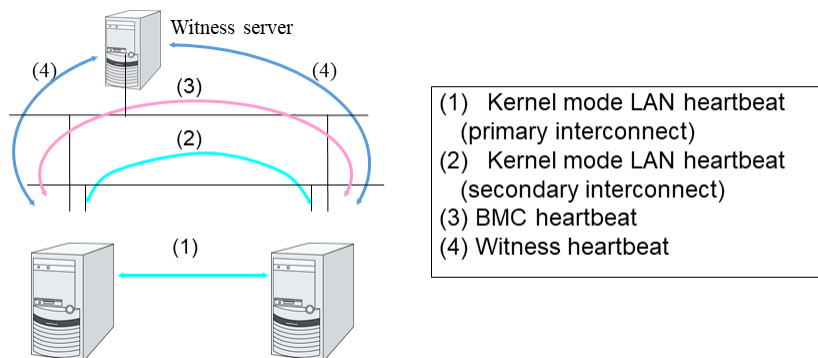 Witness server
(4)
(4)
(3)
(2)
(1)
(1) Kernel mode LAN heartbeat
(primary interconnect)
(2) Kernel mode LAN heartbeat
(secondary interconnect)
(3) BMC heartbeat
(4) Witness heartbeat